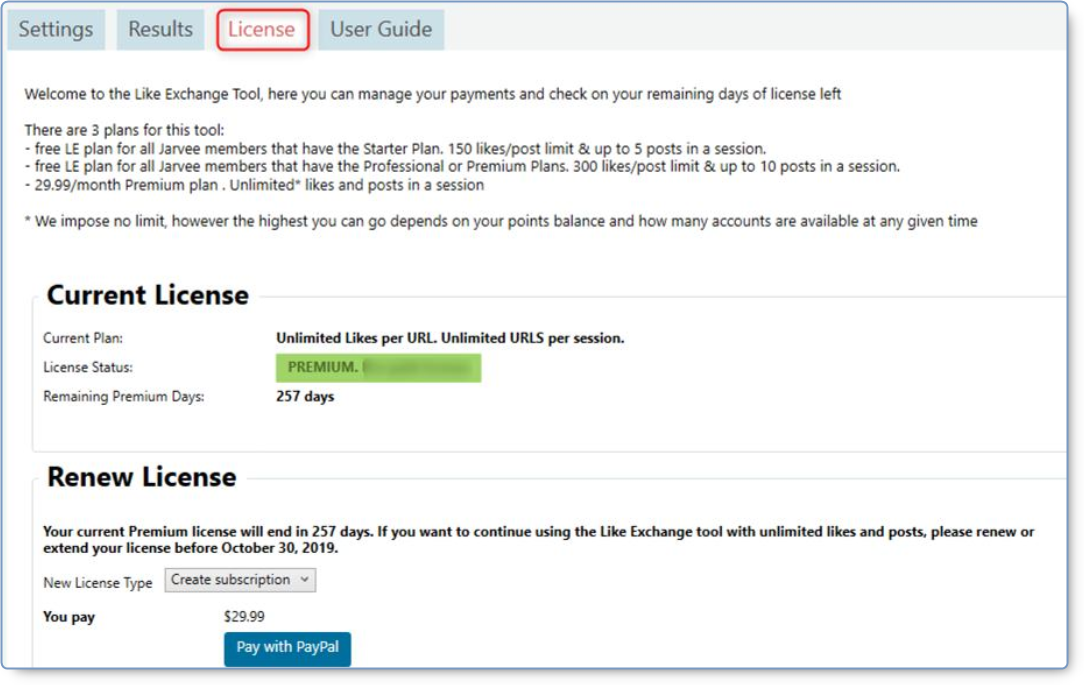 Settings Results License User Guide
Welcome to the Like Exchange Tool, here you can manage your payments and check on your remaining days of license left
There are 3 plans for this tool:
- free LE plan for all Jarvee members that have the Starter Plan. 150 likes/post limit & up to 5 posts in a session.
- free LE plan for all Jarvee members that have the Professional or Premium Plans. 300 likes/post limit & up to 10 posts in a session.
- 29.99/month Premium plan . Unlimited* likes and posts in a session
* We impose no limit, however the highest you can go depends on your points balance and how many accounts are available at any given time
Current License
Current Plan: Unlimited Likes per URL. Unlimited URLS per session.
License Status: PREMIUM.
Remaining Premium Days: 257 days
Renew License
Your current Premium license will end in 257 days. If you want to continue using the Like Exchange tool with unlimited likes and posts, please renew or
extend your license before October 30, 2019.
New License Type Create subscription
You pay $29.99
Pay with PayPal